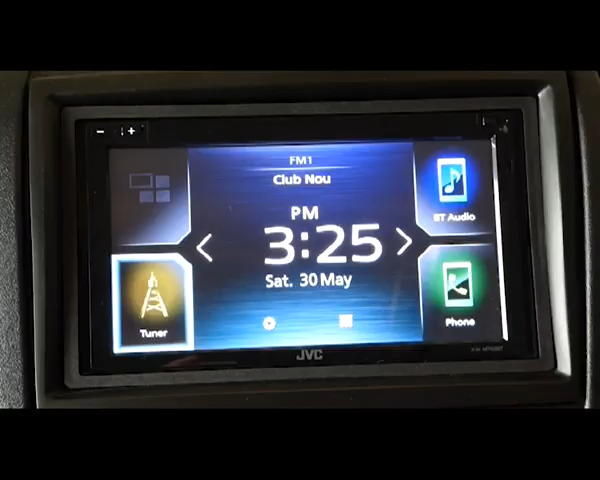 FM1
Club Nou
PM
3:25
Sat. 30 May
BT Audio
Tuner
Phone
JVC